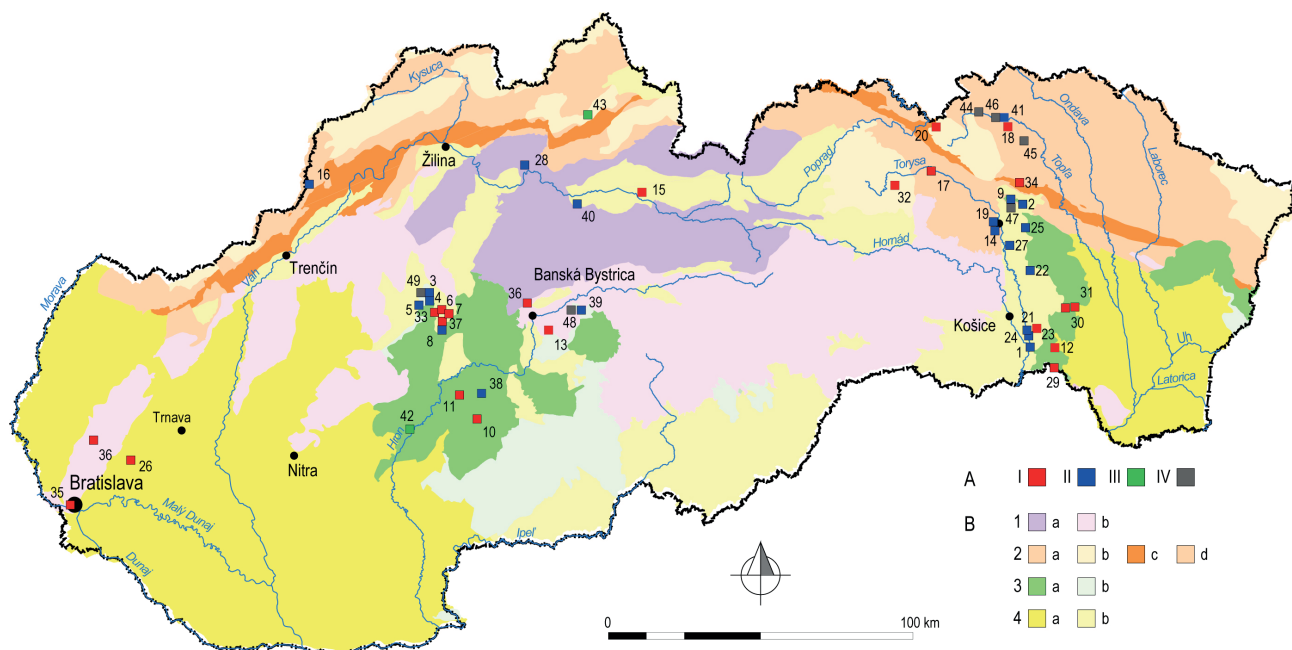 Kysuca
43
44
46
41
Ondava
20
18
45
Laborec
Žilina
28
Poprad
Topľa
16
15
Torysa
17
34
32
9
2
40
47
19
25
Morava
Váh
Trenčín
14
27
Hornád
49
3
Banská Bystrica
22
4
6
5
7
36
39
33
37
31
48
Košice
21
30
8
13
23
Uh
24
12
1
38
29
Latorica
11
Trnava
42
10
Hron
36
26
Nitra
Bratislava
A I II III IV
35
Malý Dunaj
B
1 a b
Ipeľ
2 a b c d
Dunaj
3 a b
4 a b
0 100 km